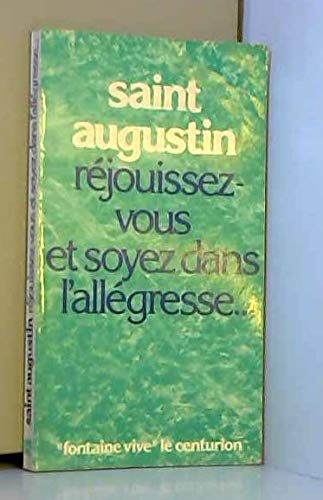 saint
augustin
réjouissez-
vous
et soyez dans
l'allégresse...
"fontaine vive" le centurion
saint augustin réjouissez-vous et soyez dans l'allégresse...